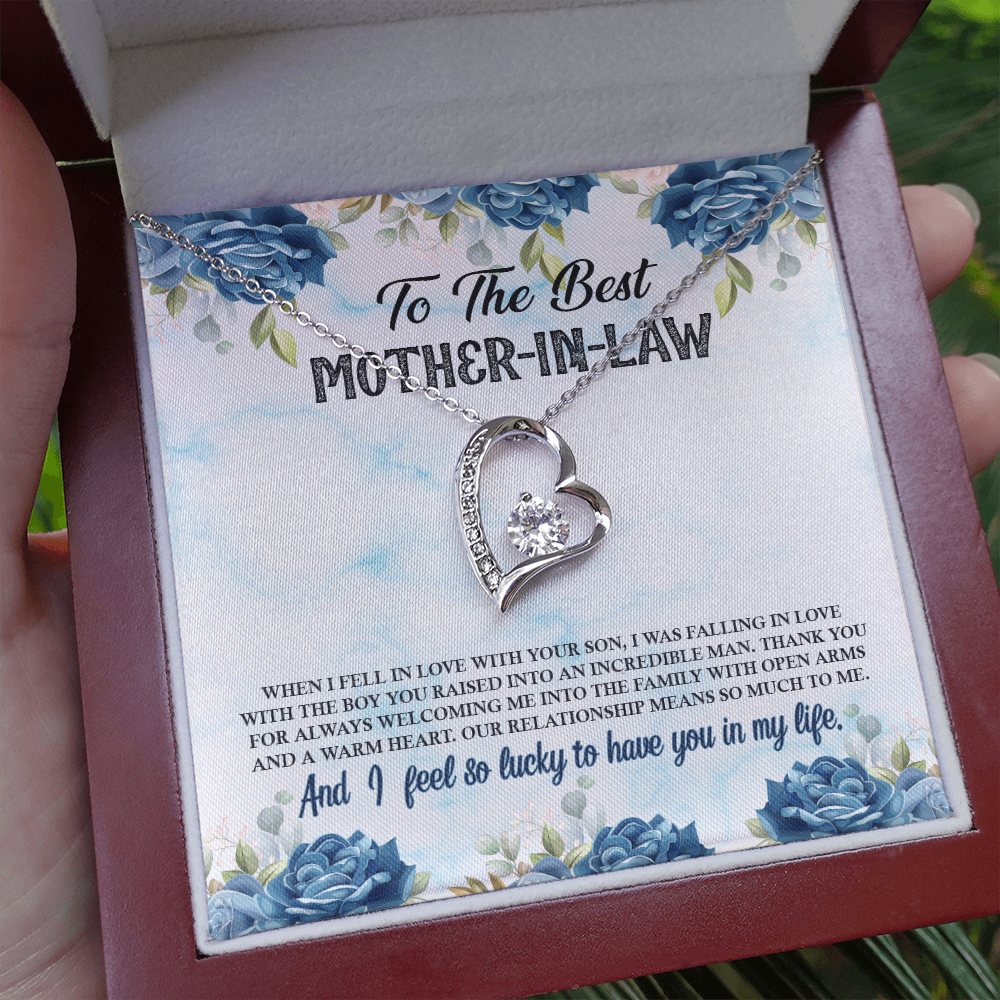 To The Best
MOTHER-IN-LAW
WHEN I FELL IN LOVE WITH YOUR SON, I WAS FALLING IN LOVE
WITH THE BOY YOU RAISED INTO AN INCREDIBLE MAN. THANK YOU
FOR ALWAYS WELCOMING ME INTO THE FAMILY WITH OPEN ARMS
AND A WARM HEART. OUR RELATIONSHIP MEANS SO MUCH TO ME.
And I feel so lucky to have you in my life.